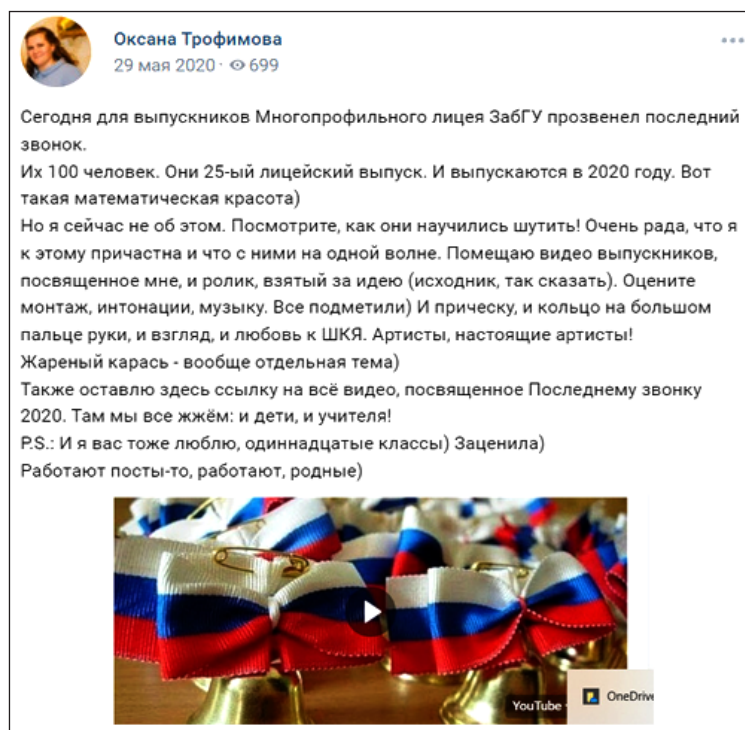 Оксана Трофимова
29 мая 2020 · 699
Сегодня для выпускников Многопрофильного лицея ЗабГУ прозвенел последний
звонок.
Их 100 человек. Они 25-ый лицейский выпуск. И выпускаются в 2020 году. Вот
такая математическая красота)
Но я сейчас не об этом. Посмотрите, как они научились шутить! Очень рада, что я
к этому причастна и что с ними на одной волне. Помещаю видео выпускников,
посвященное мне, и ролик, взятый за идею (исходник, так сказать). Оцените
монтаж, интонации, музыку. Все подметили) И прическу, и кольцо на большом
пальце руки, и взгляд, и любовь к ШКЯ. Артисты, настоящие артисты!
Жареный карась - вообще отдельная тема)
Также оставлю здесь ссылку на всё видео, посвященное Последнему звонку
2020. Там мы все жжём: и дети, и учителя!
P.S.: И я вас тоже люблю, одиннадцатые классы) Заценила)
Работают посты-то, работают, родные)
YouTube ·
OneDrive